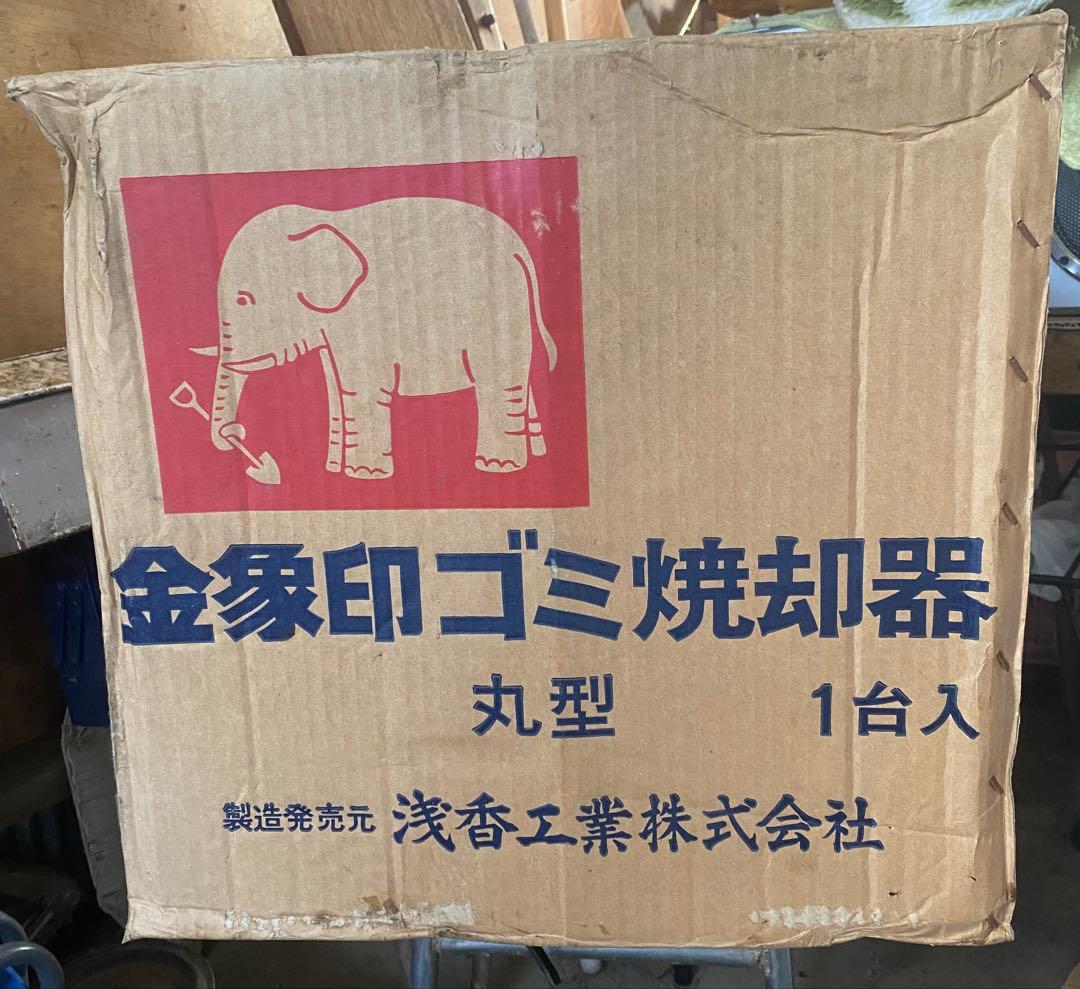 金象印ゴミ焼却器
丸型 1台入
製造発売元 浅香工業株式会社